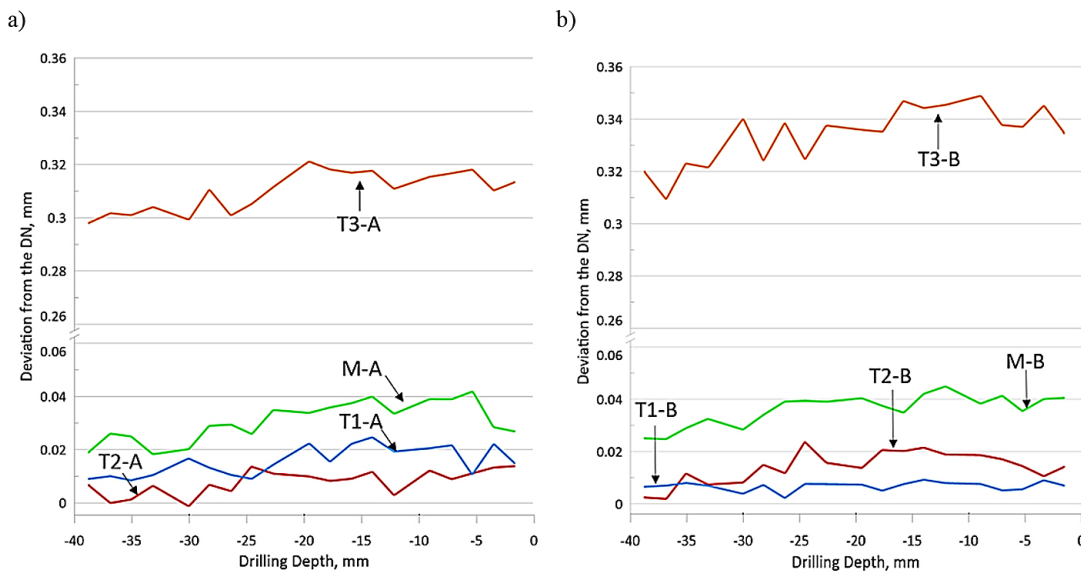 a)
0.36
0.34
0.32
0.3
0.28
0.26
0.06
0.04
0.02
0
Deviation from the DN, mm
T3-A
M-A
T1-A
T2-A
-40 -35 -30 -25 -20 -15 -10 -5 0
Drilling Depth, mm
b)
0.36
0.34
0.32
0.3
0.28
0.26
0.06
0.04
0.02
0
Deviation from the DN, mm
T3-B
M-B
T2-B
T1-B
-40 -35 -30 -25 -20 -15 -10 -5 0
Drilling Depth, mm